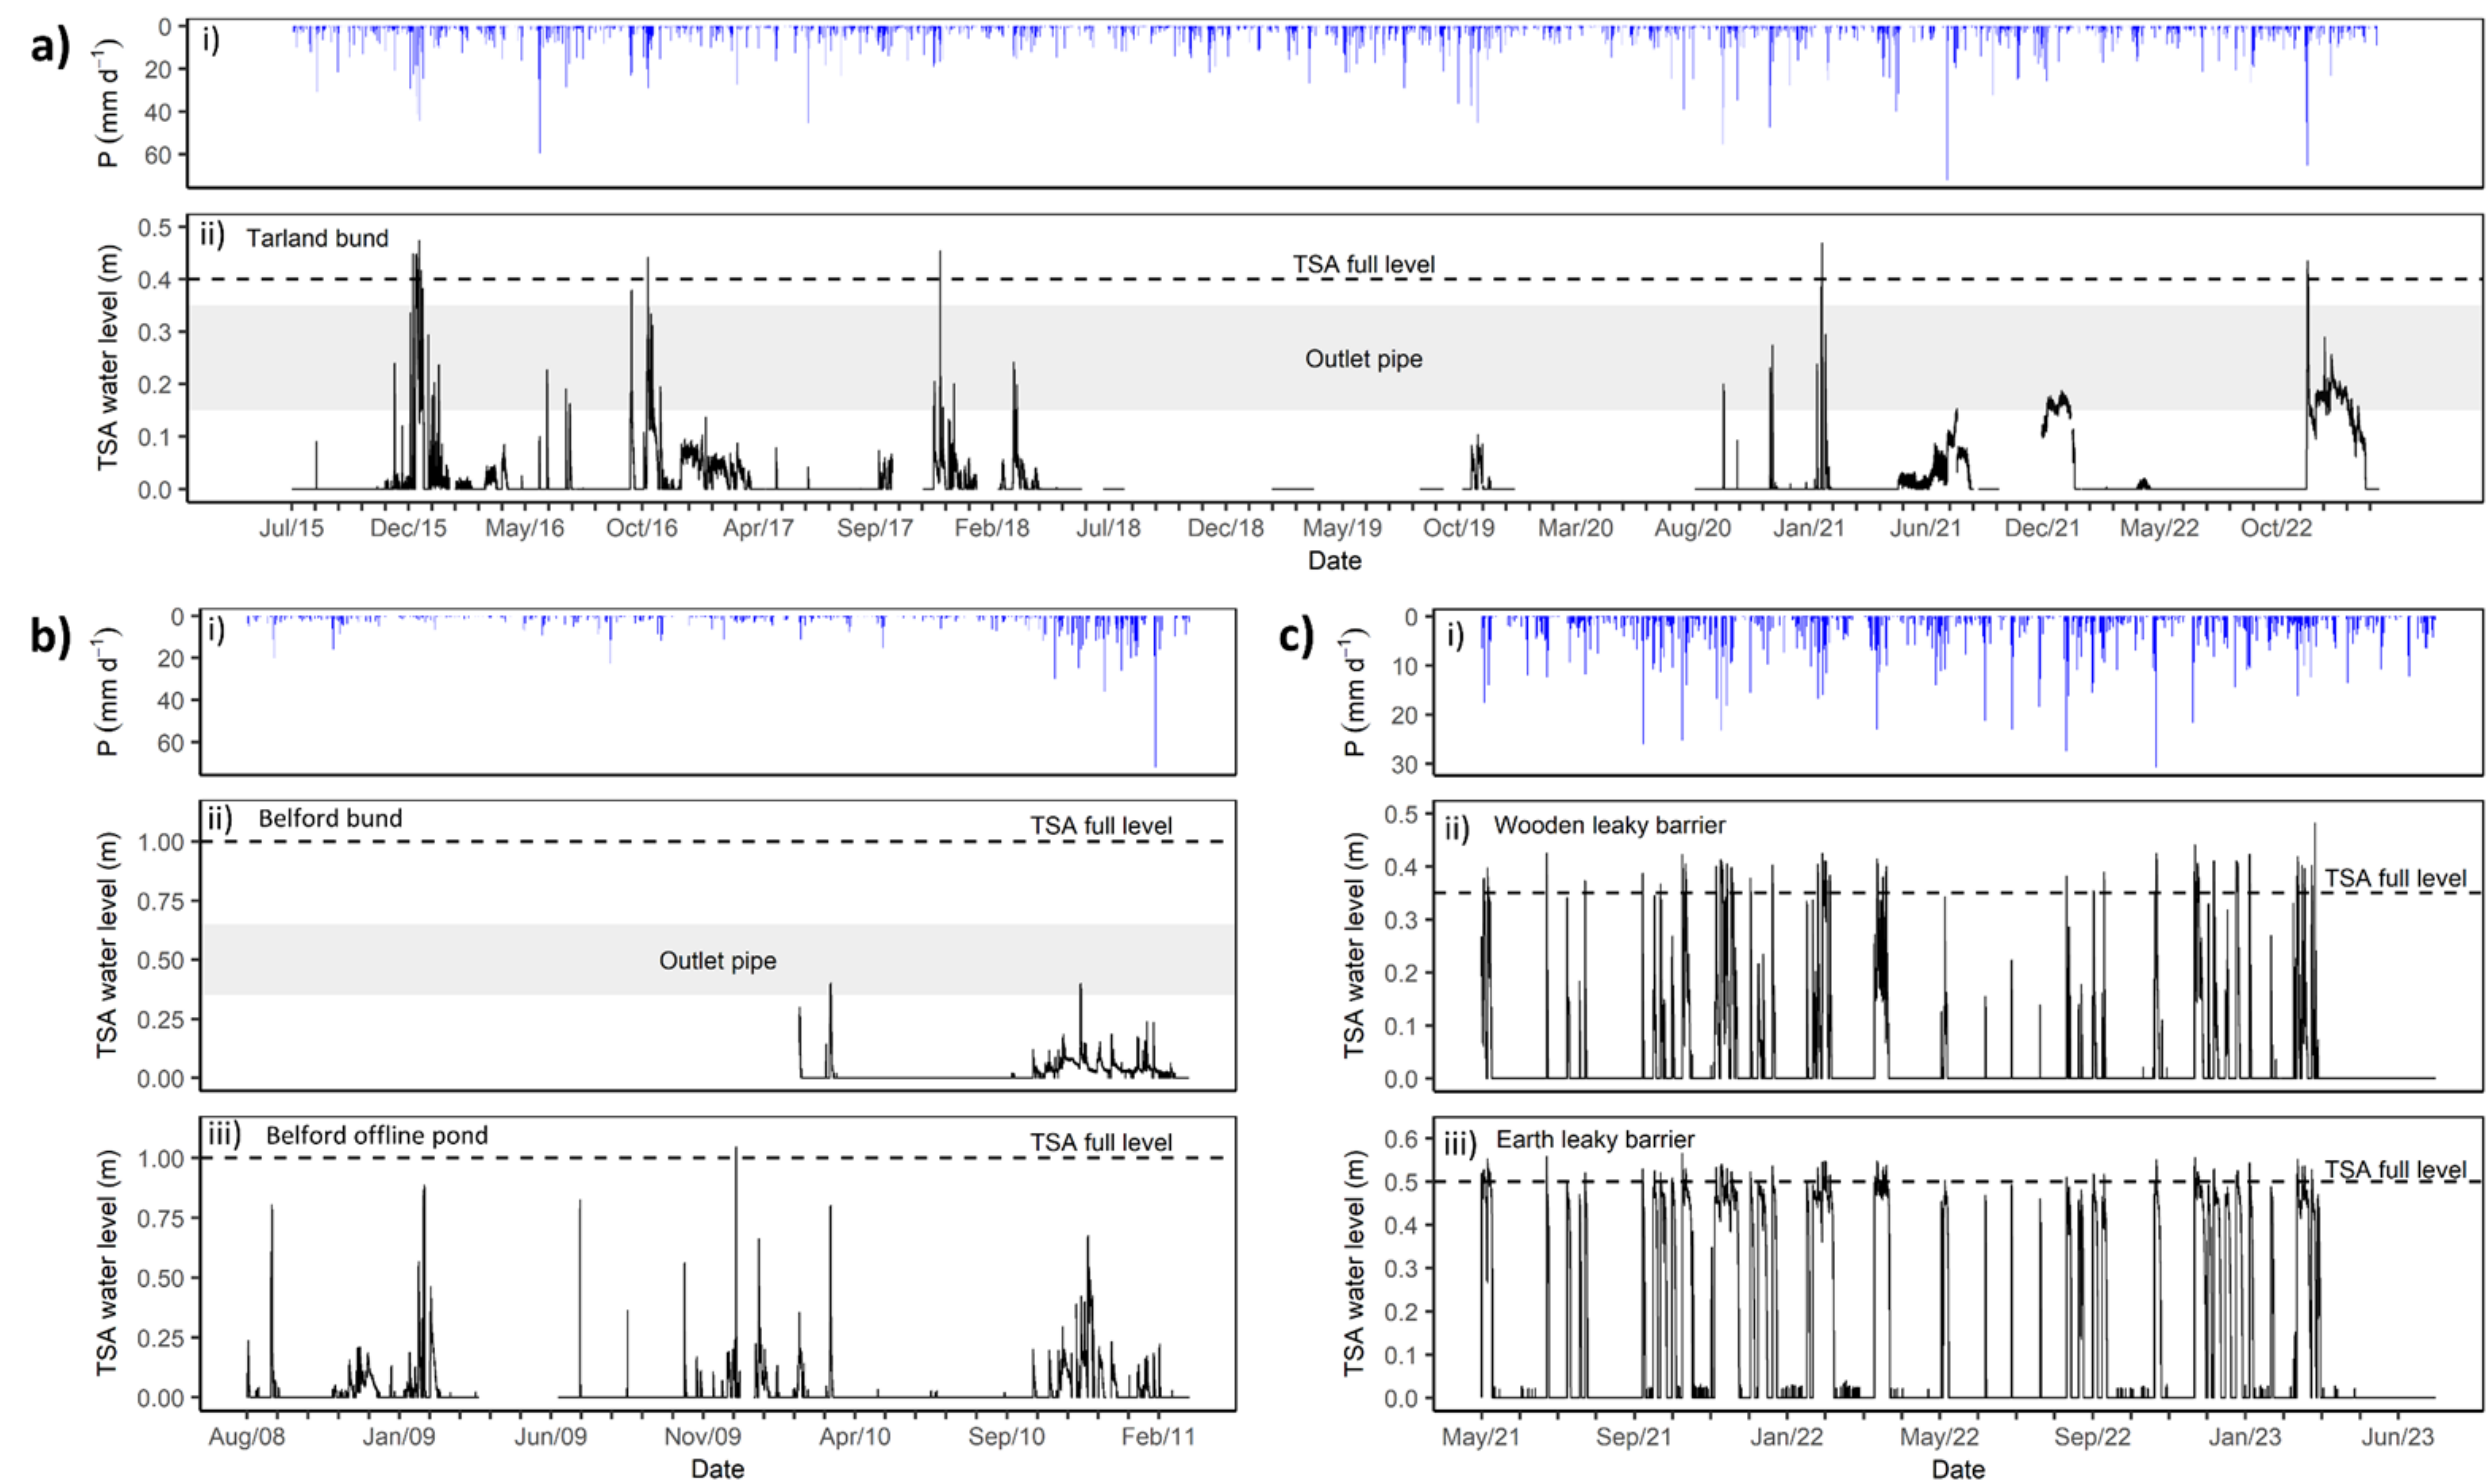 a)
i)
P (mm d⁻¹)
0
20
40
60
ii) Tarland bund
TSA full level
Outlet pipe
TSA water level (m)
0.5
0.4
0.3
0.2
0.1
0.0
Jul/15 Dec/15 May/16 Oct/16 Apr/17 Sep/17 Feb/18 Jul/18 Dec/18 May/19 Oct/19 Mar/20 Aug/20 Jan/21 Jun/21 Dec/21 May/22 Oct/22
Date
b)
i)
P (mm d⁻¹)
0
20
40
60
ii) Belford bund
TSA full level
Outlet pipe
TSA water level (m)
1.00
0.75
0.50
0.25
0.00
iii) Belford offline pond
TSA full level
TSA water level (m)
1.00
0.75
0.50
0.25
0.00
Aug/08 Jan/09 Jun/09 Nov/09 Apr/10 Sep/10 Feb/11
Date
c)
i)
P (mm d⁻¹)
0
10
20
30
ii) Wooden leaky barrier
TSA full level
TSA water level (m)
0.5
0.4
0.3
0.2
0.1
0.0
iii) Earth leaky barrier
TSA full level
TSA water level (m)
0.6
0.5
0.4
0.3
0.2
0.1
0.0
May/21 Sep/21 Jan/22 May/22 Sep/22 Jan/23 Jun/23
Date